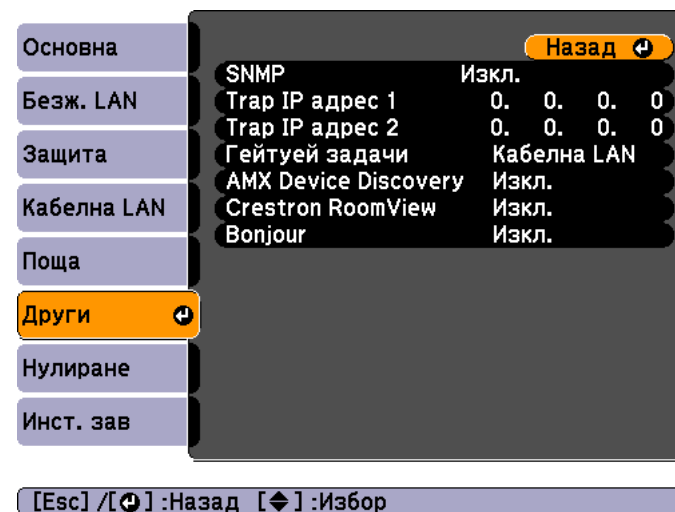 Основна
Безж. LAN
Защита
Кабелна LAN
Поща
Други
Нулиране
Инст. зав
Назад
SNMP Изкл.
Trap IP адрес 1 0. 0. 0. 0
Trap IP адрес 2 0. 0. 0. 0
Гейтуей задачи Кабелна LAN
AMX Device Discovery Изкл.
Crestron RoomView Изкл.
Bonjour Изкл.
[Esc] /[⏎] :Назад [◆] :Избор